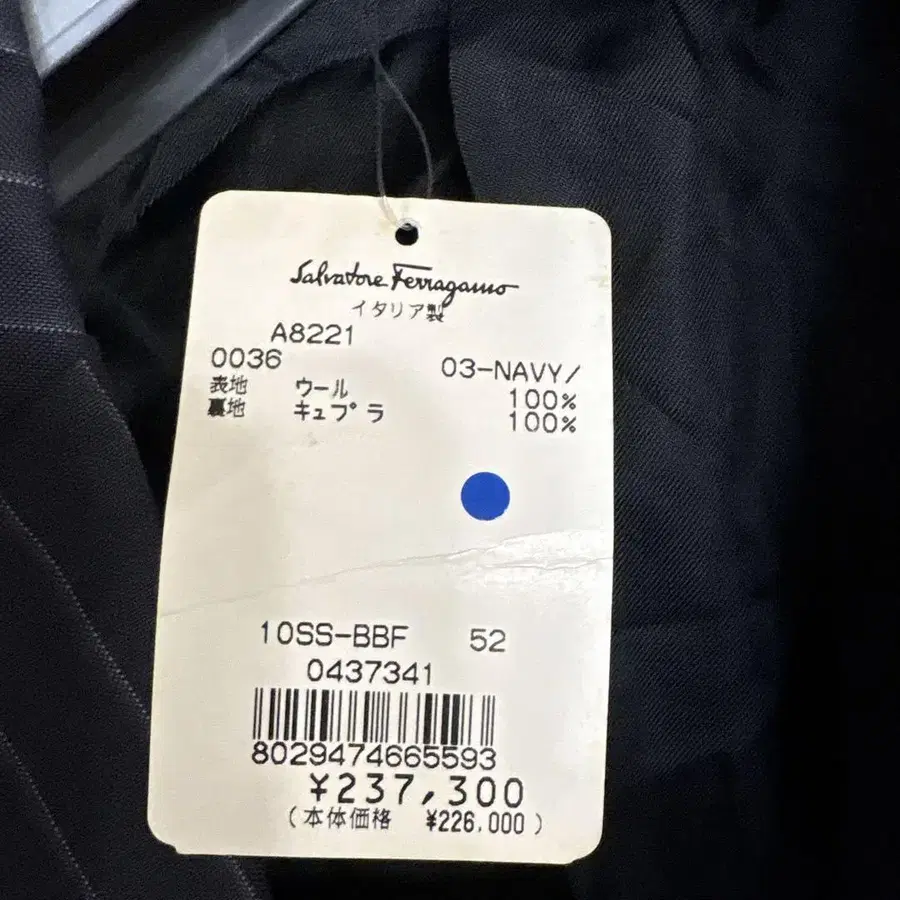 Salvatore Ferragamo
イタリア製
A8221
0036 03-NAVY/
表地 ウール 100%
裏地 キュプラ 100%
10SS-BBF 52
0437341
8029474665593
¥237,300
(本体価格 ¥226,000)